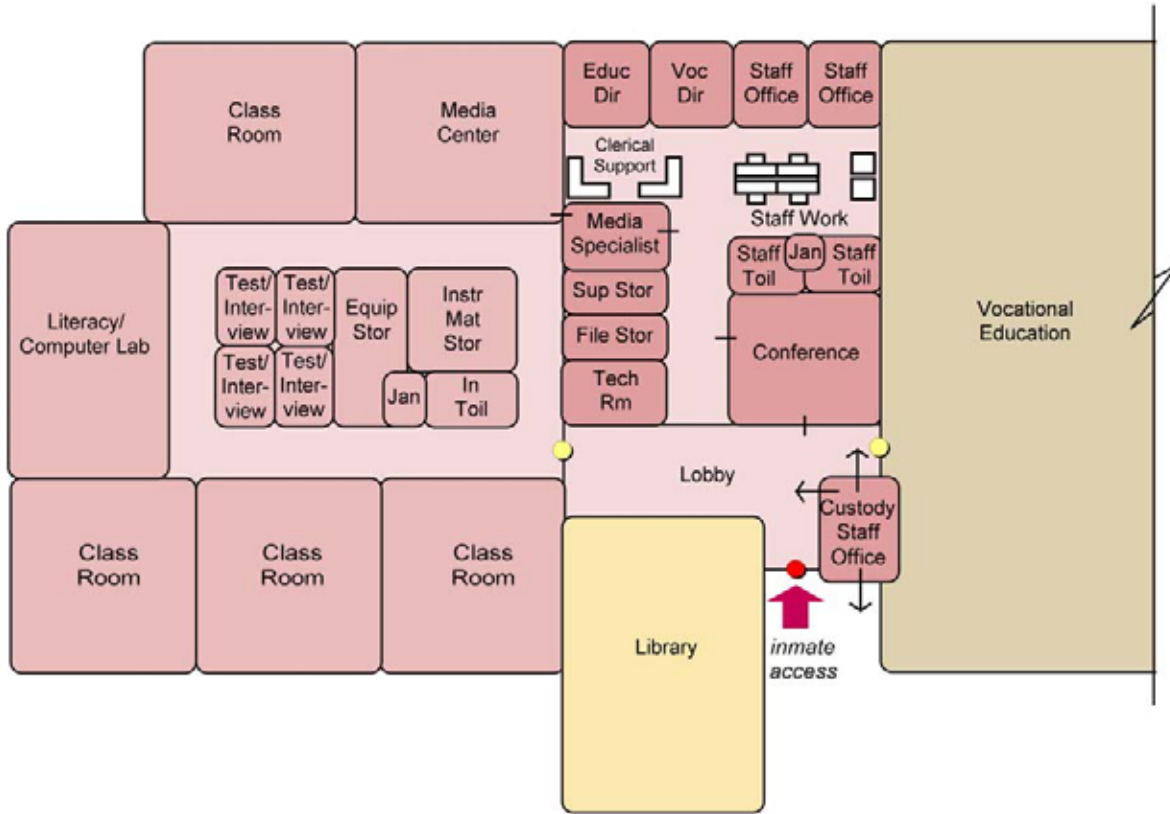 Class
Room
Media
Center
Educ
Dir
Voc
Dir
Staff
Office
Staff
Office
Clerical
Support
Staff Work
Media
Specialist
Staff
Toil
Jan
Staff
Toil
Sup Stor
File Stor
Tech
Rm
Conference
Literacy/
Computer Lab
Test/
Inter-
view
Test/
Inter-
view
Equip
Stor
Instr
Mat
Stor
Test/
Inter-
view
Test/
Inter-
view
Jan
In
Toil
Vocational
Education
Lobby
Custody
Staff
Office
Class
Room
Class
Room
Class
Room
Library
inmate
access